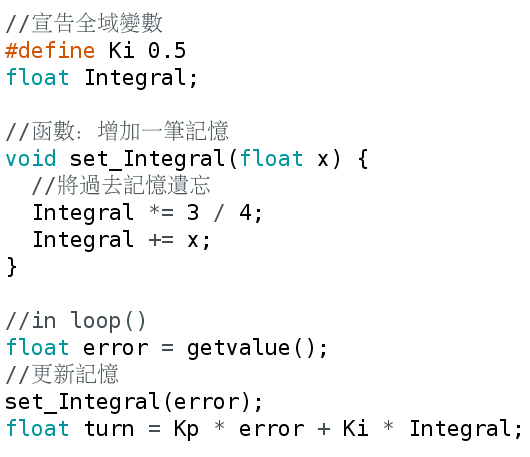 //宣告全域變數
#define Ki 0.5
float Integral;

//函數: 增加一筆記憶
void set_Integral(float x) {
  //將過去記憶遺忘
  Integral *= 3 / 4;
  Integral += x;
}

//in loop()
float error = getvalue();
//更新記憶
set_Integral(error);
float turn = Kp * error + Ki * Integral;